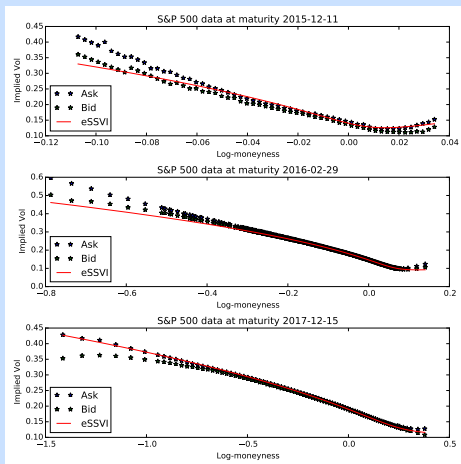 S&P 500 data at maturity 2015-12-11
0.45
0.40
0.35
0.30
0.25
0.20
0.15
0.10
Implied Vol
Ask
Bid
eSSVI
−0.12 −0.10 −0.08 −0.06 −0.04 −0.02 0.00 0.02 0.04
Log-moneyness
S&P 500 data at maturity 2016-02-29
0.6
0.5
0.4
0.3
0.2
0.1
0.0
Implied Vol
Ask
Bid
eSSVI
−0.8 −0.6 −0.4 −0.2 0.0 0.2
Log-moneyness
S&P 500 data at maturity 2017-12-15
0.45
0.40
0.35
0.30
0.25
0.20
0.15
0.10
Implied Vol
Ask
Bid
eSSVI
−1.5 −1.0 −0.5 0.0 0.5
Log-moneyness